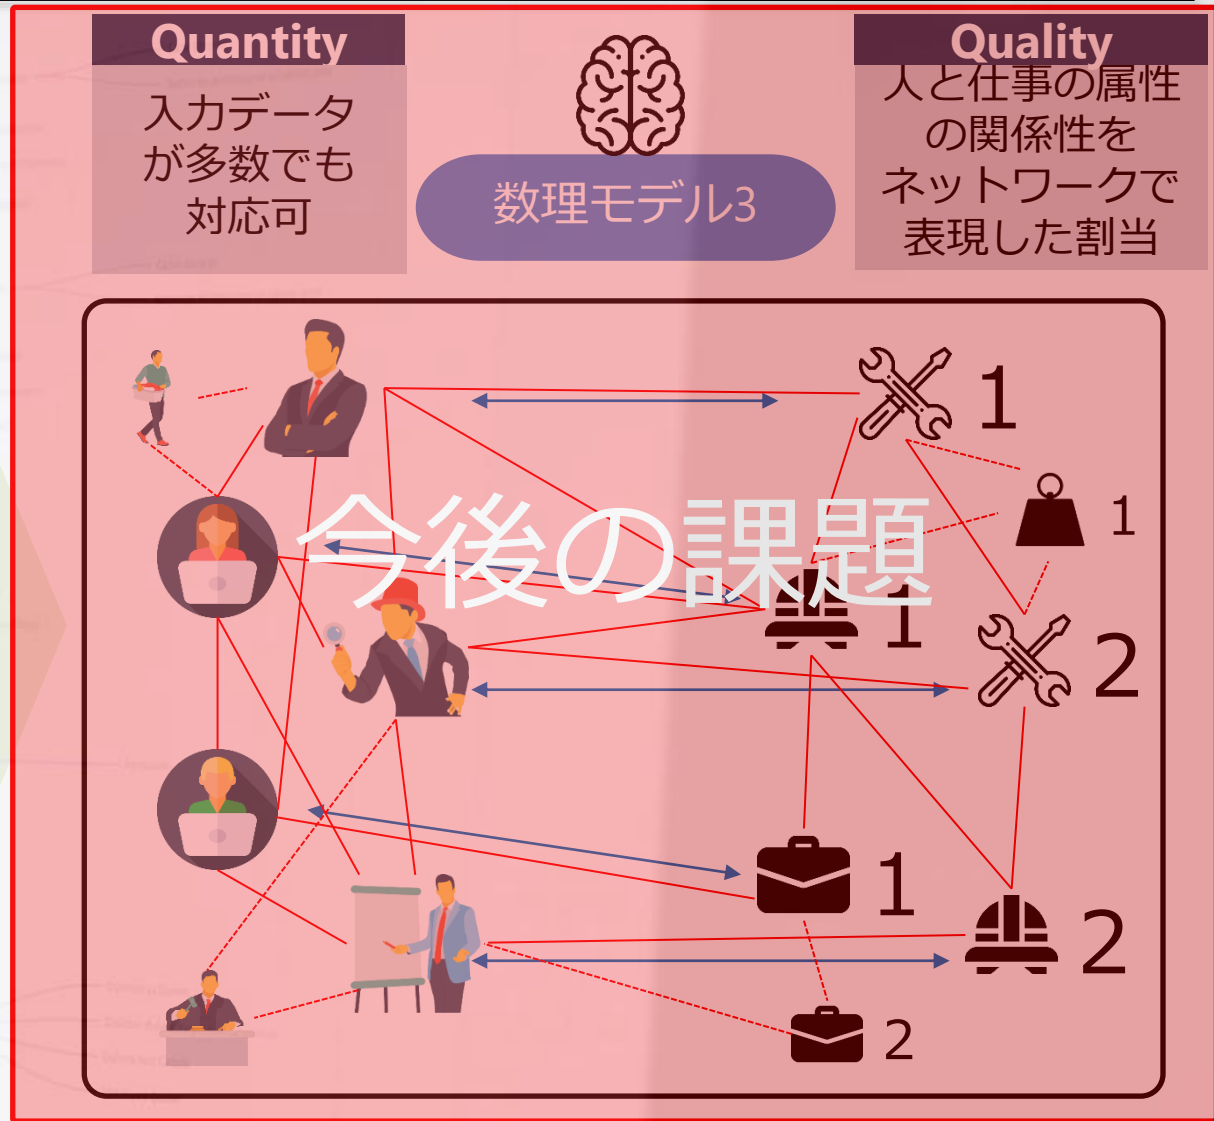 Quantity
入力データ
が多数でも
対応可
数理モデル3
Quality
人と仕事の属性
の関係性を
ネットワークで
表現した割当
1
1
今後の課題
1
2
1
2
2